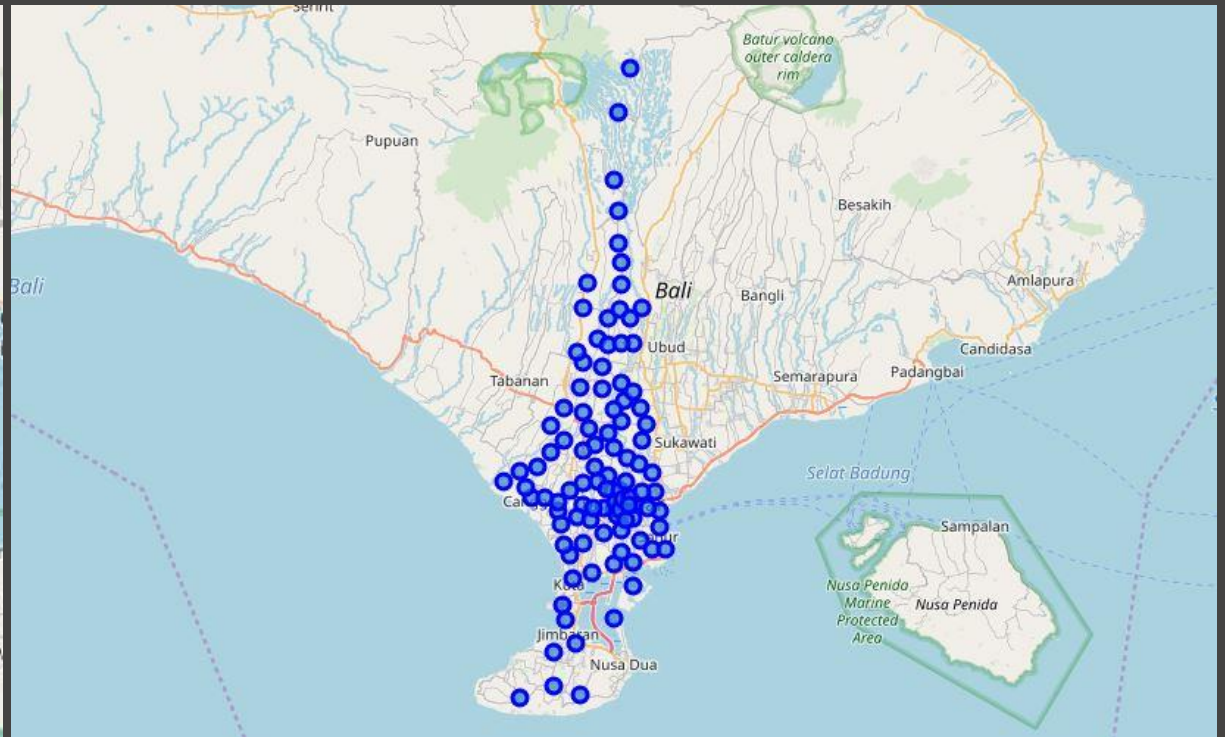 Seririt
Batur volcano
outer caldera
rim
Pupuan
Besakih
Bali
Amlapura
Bali
Bangli
Ubud
Candidasa
Tabanan
Semarapura
Padangbai
Sukawati
Selat Badung
Sampalan
Nusa Penida
Marine
Protected
Area
Nusa Penida
Kuta
Jimbaran
Nusa Dua